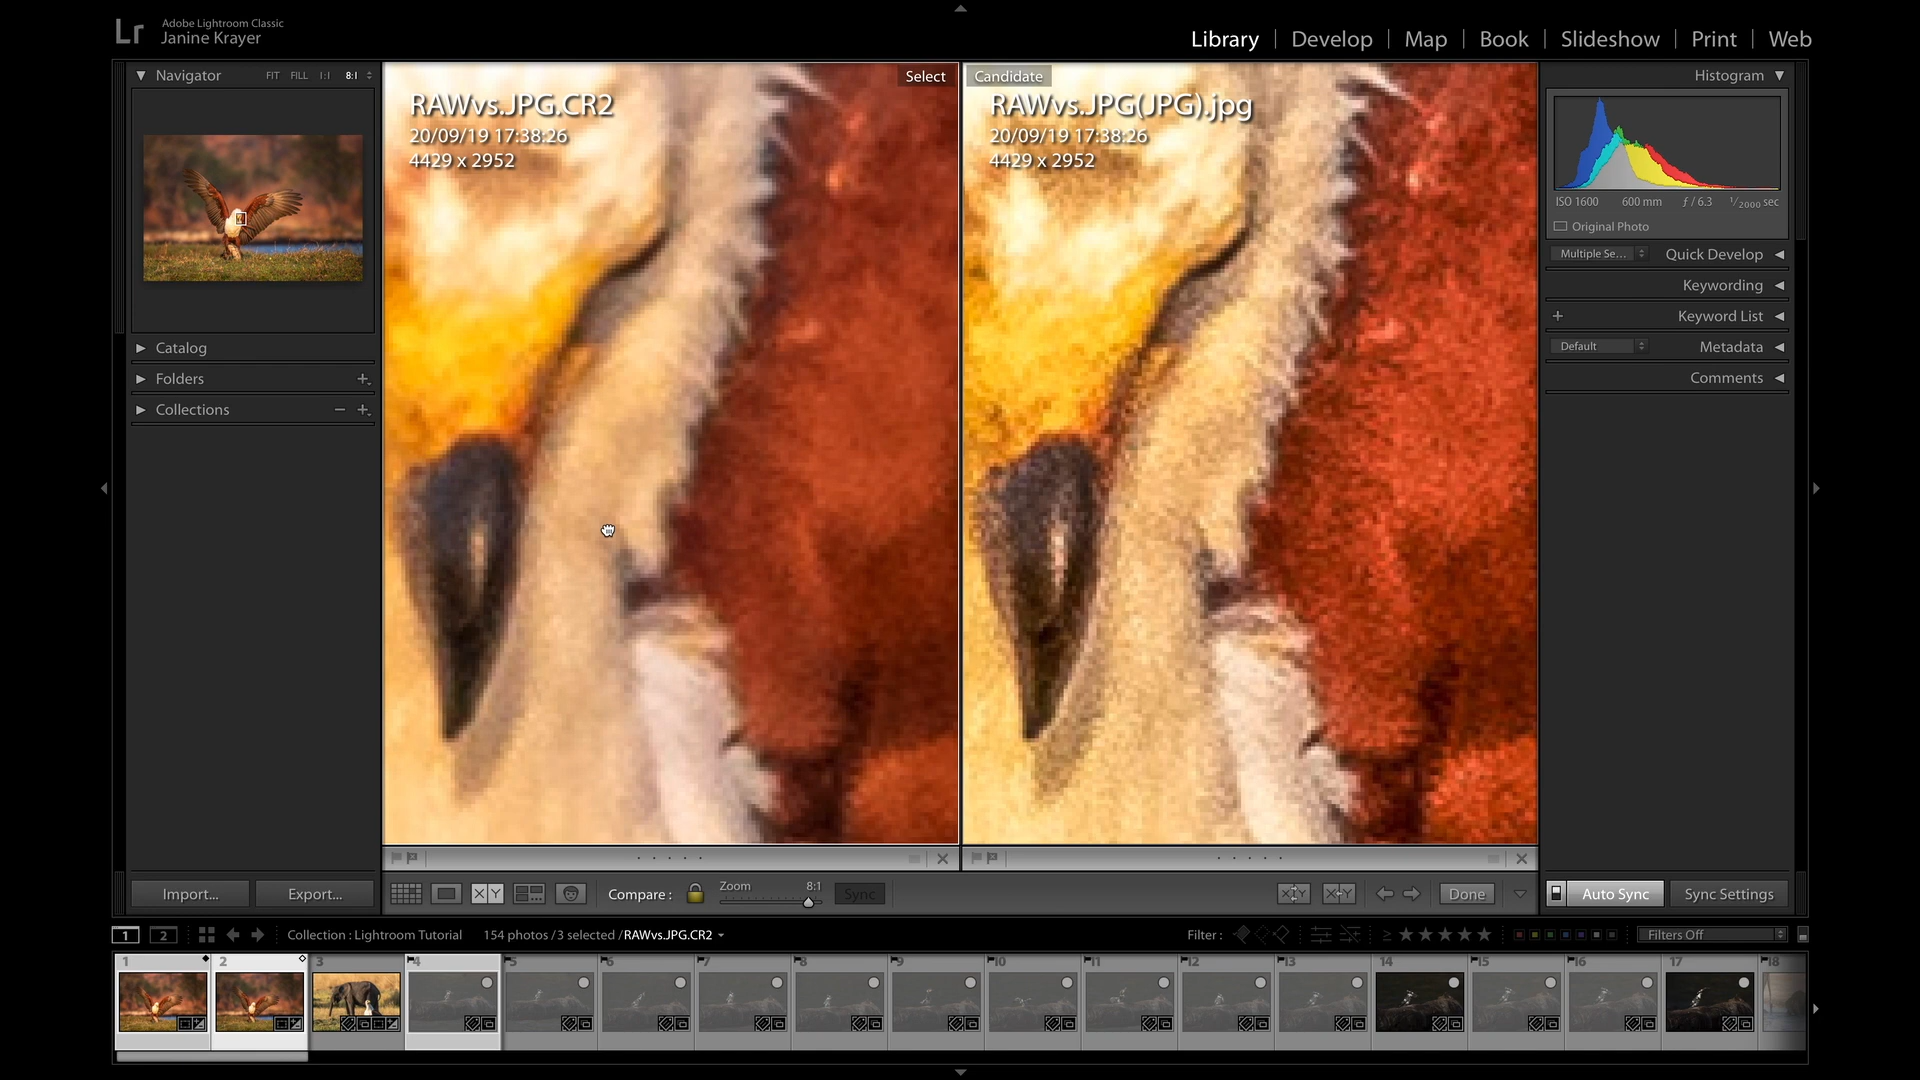 Lr
Adobe Lightroom Classic
Janine Krayer
Library | Develop | Map | Book | Slideshow | Print | Web
Navigator FIT FILL 1:1 8:1
Select
RAWvs.JPG.CR2
20/09/19 17:38:26
4429 x 2952
Candidate
RAWvs.JPG(JPG).jpg
20/09/19 17:38:26
4429 x 2952
Histogram
ISO 1600 600 mm ƒ / 6.3 1/2000 sec
Original Photo
Multiple Se... Quick Develop
Keywording
+ Keyword List
Default Metadata
Comments
Catalog
Folders +
Collections − +
Import... Export...
X Y Compare : Zoom 8:1 Sync
X Y X Y Done
Auto Sync Sync Settings
1 2 Collection : Lightroom Tutorial 154 photos /3 selected /RAWvs.JPG.CR2
Filter : ≥ ★★★★★ Filters Off
1 2 3 4 5 6 7 8 9 10 11 12 13 14 15 16 17 18